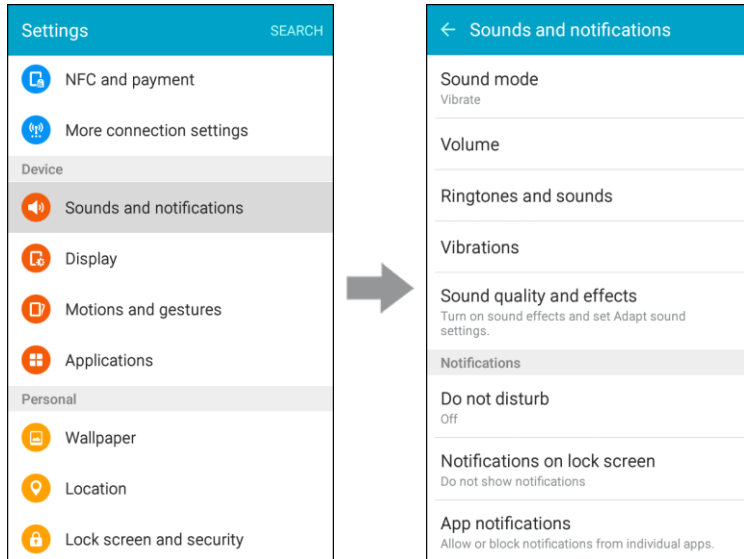 Settings
SEARCH
NFC and payment
More connection settings
Device
Sounds and notifications
Display
Motions and gestures
Applications
Personal
Wallpaper
Location
Lock screen and security
Sounds and notifications
Sound mode
Vibrate
Volume
Ringtones and sounds
Vibrations
Sound quality and effects
Turn on sound effects and set Adapt sound
settings.
Notifications
Do not disturb
Off
Notifications on lock screen
Do not show notifications
App notifications
Allow or block notifications from individual apps.